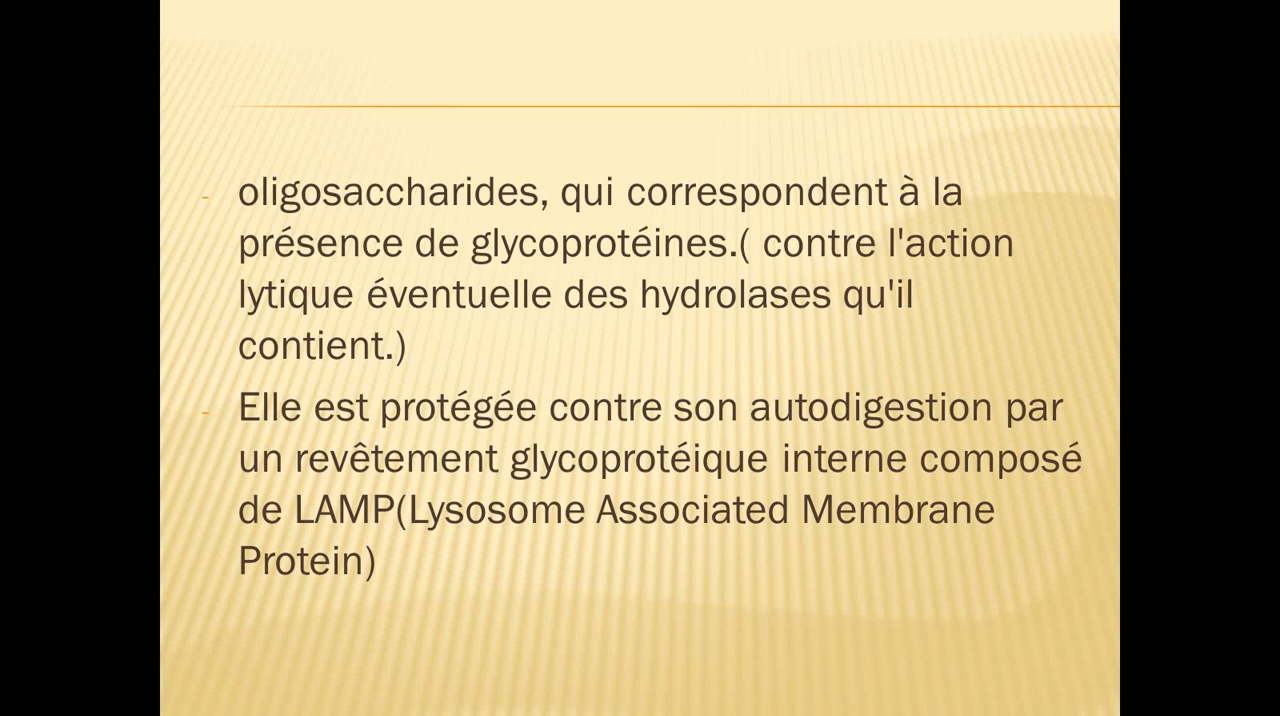 - oligosaccharides, qui correspondent à la
présence de glycoprotéines.( contre l'action
lytique éventuelle des hydrolases qu'il
contient.)
- Elle est protégée contre son autodigestion par
un revêtement glycoprotéique interne composé
de LAMP(Lysosome Associated Membrane
Protein)